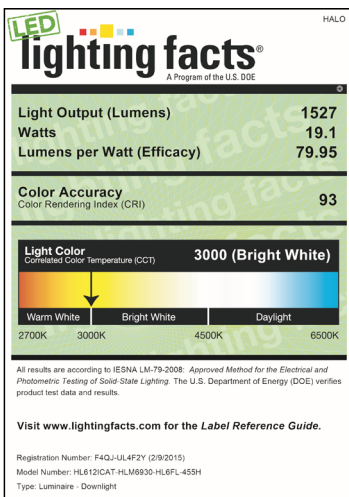 HALO
LED
lighting facts®
A Program of the U.S. DOE
Light Output (Lumens) 1527
Watts 19.1
Lumens per Watt (Efficacy) 79.95
Color Accuracy
Color Rendering Index (CRI) 93
Light Color
Correlated Color Temperature (CCT) 3000 (Bright White)
Warm White Bright White Daylight
2700K 3000K 4500K 6500K
All results are according to IESNA LM-79-2008: Approved Method for the Electrical and
Photometric Testing of Solid-State Lighting. The U.S. Department of Energy (DOE) verifies
product test data and results.
Visit www.lightingfacts.com for the Label Reference Guide.
Registration Number: F4QJ-UL4F2Y (2/9/2015)
Model Number: HL612ICAT-HLM6930-HL6FL-455H
Type: Luminaire - Downlight